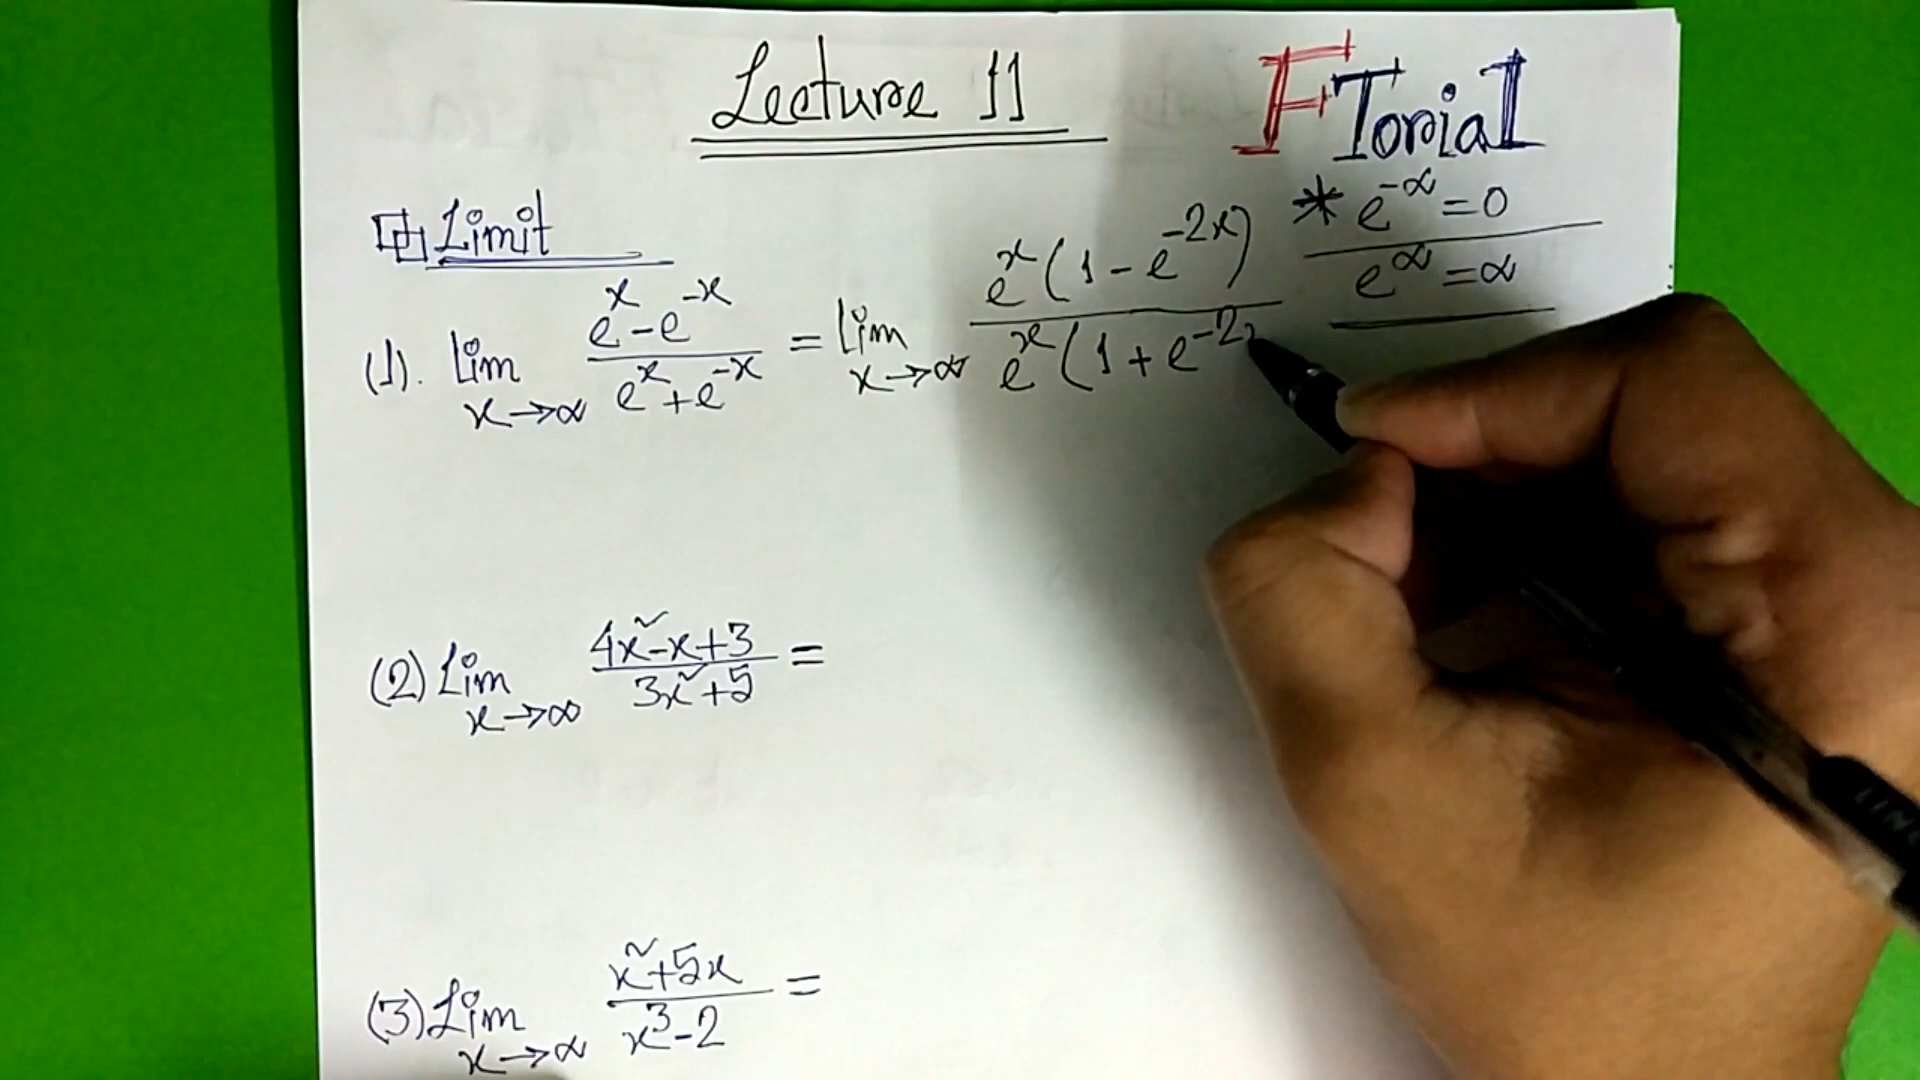 Lecture 11
FTorial
* e^-∝ = 0
e^∝ = ∝
Limit
(1). lim x→∞ (e^x - e^-x)/(e^x + e^-x) = lim x→∞ e^x(1 - e^-2x)/e^x(1 + e^-2x
(2) Lim x→∞ (4x² - x + 3)/(3x² + 5) =
(3) Lim x→∝ (x² + 5x)/(x³ - 2) =